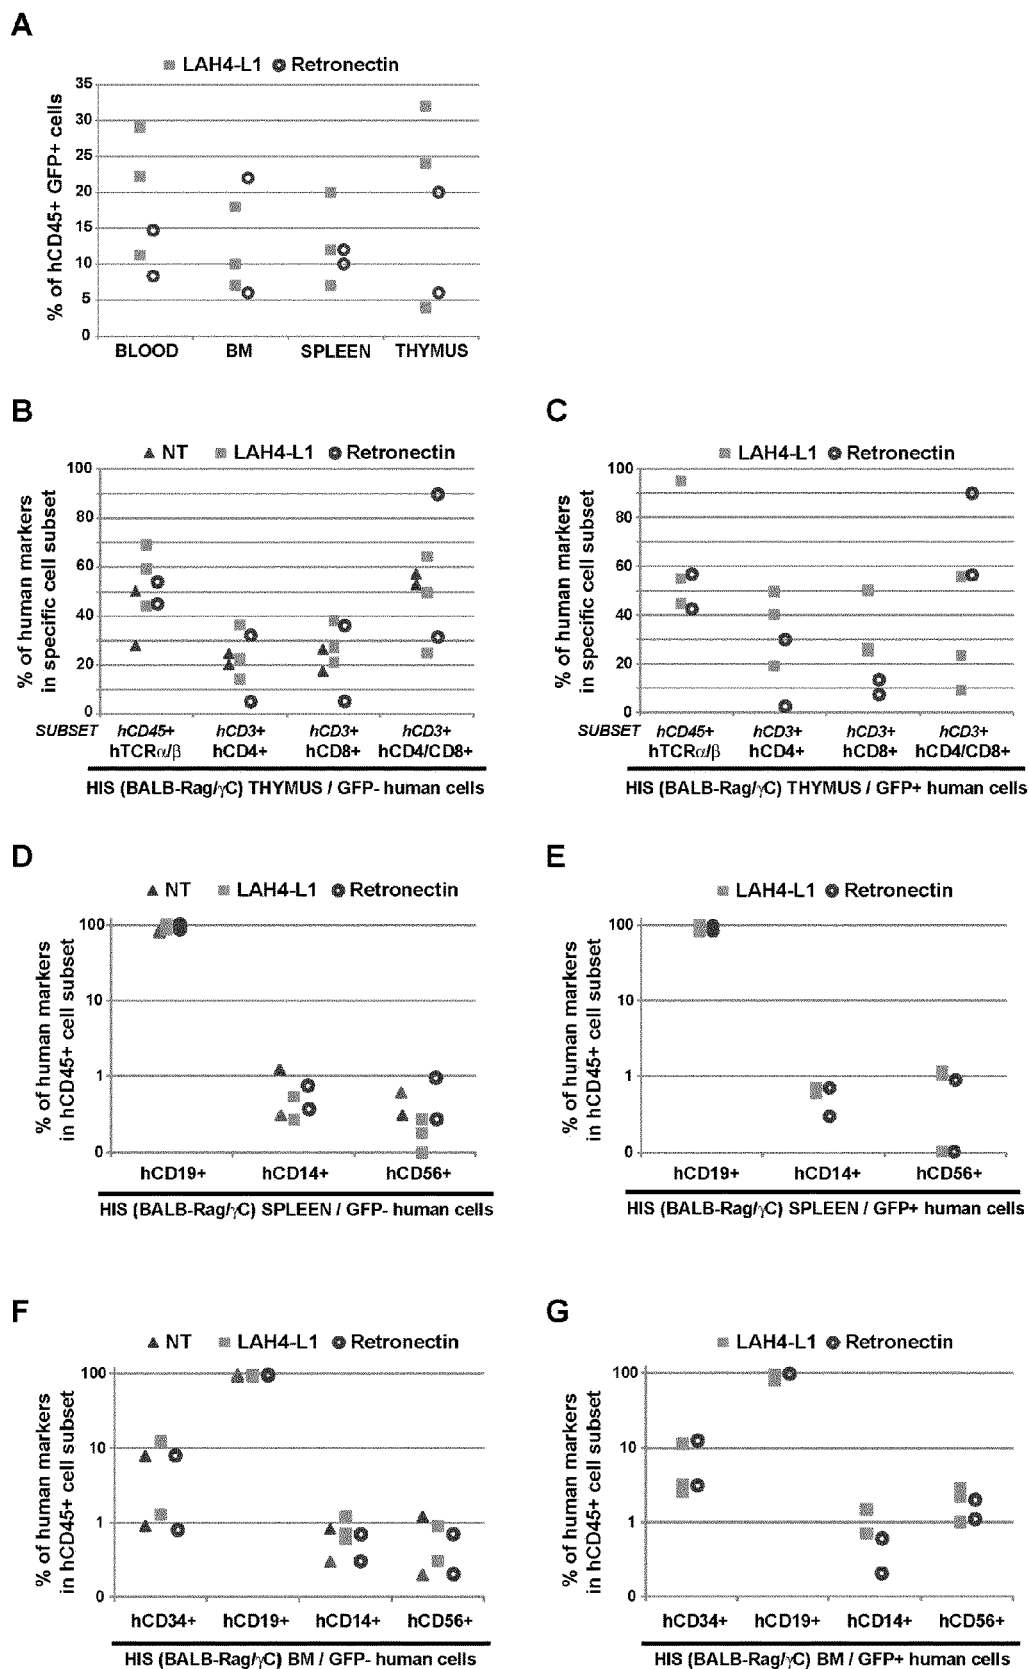 A
LAH4-L1 Retronectin
% of hCD45+ GFP+ cells
35
30
25
20
15
10
5
0
BLOOD BM SPLEEN THYMUS
B
NT LAH4-L1 Retronectin
% of human markers
in specific cell subset
100
80
60
40
20
0
SUBSET hCD45+ hCD3+ hCD3+ hCD3+
hTCRα/β hCD4+ hCD8+ hCD4/CD8+
HIS (BALB-Rag/γC) THYMUS / GFP- human cells
C
LAH4-L1 Retronectin
% of human markers
in specific cell subset
100
80
60
40
20
0
SUBSET hCD45+ hCD3+ hCD3+ hCD3+
hTCRα/β hCD4+ hCD8+ hCD4/CD8+
HIS (BALB-Rag/γC) THYMUS / GFP+ human cells
D
NT LAH4-L1 Retronectin
% of human markers
in hCD45+ cell subset
100
10
1
0
hCD19+ hCD14+ hCD56+
HIS (BALB-Rag/γC) SPLEEN / GFP- human cells
E
LAH4-L1 Retronectin
% of human markers
in hCD45+ cell subset
100
10
1
0
hCD19+ hCD14+ hCD56+
HIS (BALB-Rag/γC) SPLEEN / GFP+ human cells
F
NT LAH4-L1 Retronectin
% of human markers
in hCD45+ cell subset
100
10
1
0
hCD34+ hCD19+ hCD14+ hCD56+
HIS (BALB-Rag/γC) BM / GFP- human cells
G
LAH4-L1 Retronectin
% of human markers
in hCD45+ cell subset
100
10
1
0
hCD34+ hCD19+ hCD14+ hCD56+
HIS (BALB-Rag/γC) BM / GFP+ human cells